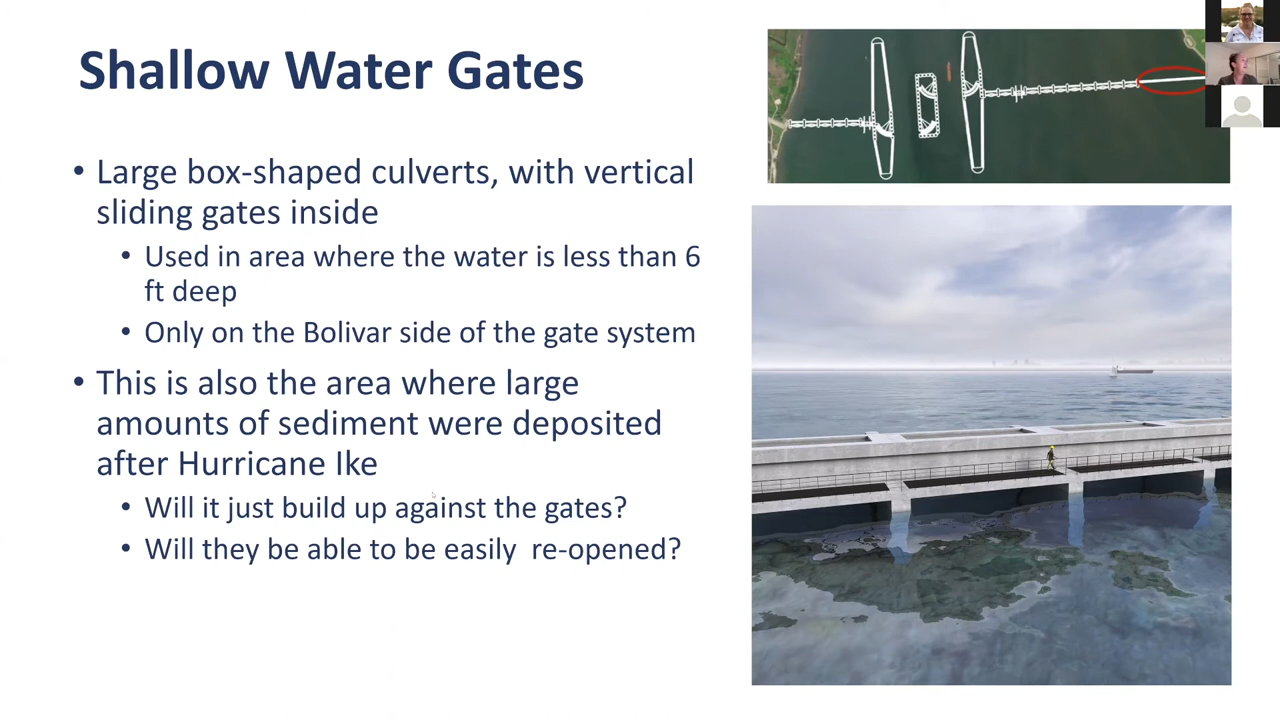 Shallow Water Gates
• Large box-shaped culverts, with vertical
sliding gates inside
• Used in area where the water is less than 6
ft deep
• Only on the Bolivar side of the gate system
• This is also the area where large
amounts of sediment were deposited
after Hurricane Ike
• Will it just build up against the gates?
• Will they be able to be easily  re-opened?